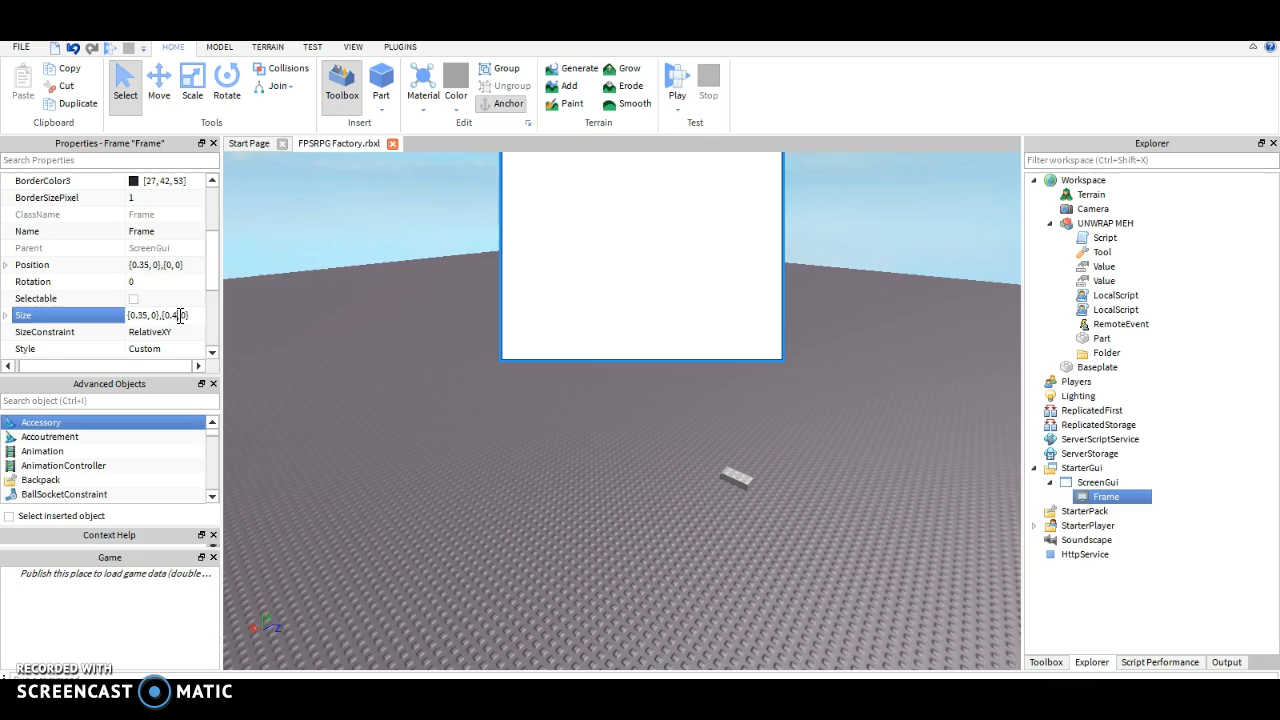 FILE HOME MODEL TERRAIN TEST VIEW PLUGINS
Paste Copy Cut Duplicate Select Move Scale Rotate Collisions Join Toolbox Part Material Color Group Ungroup Anchor Generate Grow Add Erode Paint Smooth Play Stop
Clipboard Tools Insert Edit Terrain Test
Properties - Frame "Frame"
Search Properties
BorderColor3 [27, 42, 53]
BorderSizePixel 1
ClassName Frame
Name Frame
Parent ScreenGui
Position {0.35, 0},{0, 0}
Rotation 0
Selectable
Size
SizeConstraint RelativeXY
Style Custom
Advanced Objects
Search object (Ctrl+I)
Accessory
Accoutrement
Animation
AnimationController
Backpack
BallSocketConstraint
Select inserted object
Context Help
Game
Publish this place to load game data (double ...
Start Page FPSRPG Factory.rbxl
Explorer
Filter workspace (Ctrl+Shift+X)
Workspace
Terrain
Camera
UNWRAP MEH
Script
Tool
Value
Value
LocalScript
LocalScript
RemoteEvent
Part
Folder
Baseplate
Players
Lighting
ReplicatedFirst
ReplicatedStorage
ServerScriptService
ServerStorage
StarterGui
ScreenGui
Frame
StarterPack
StarterPlayer
Soundscape
HttpService
Toolbox Explorer Script Performance Output
RECORDED WITH
SCREENCAST MATIC